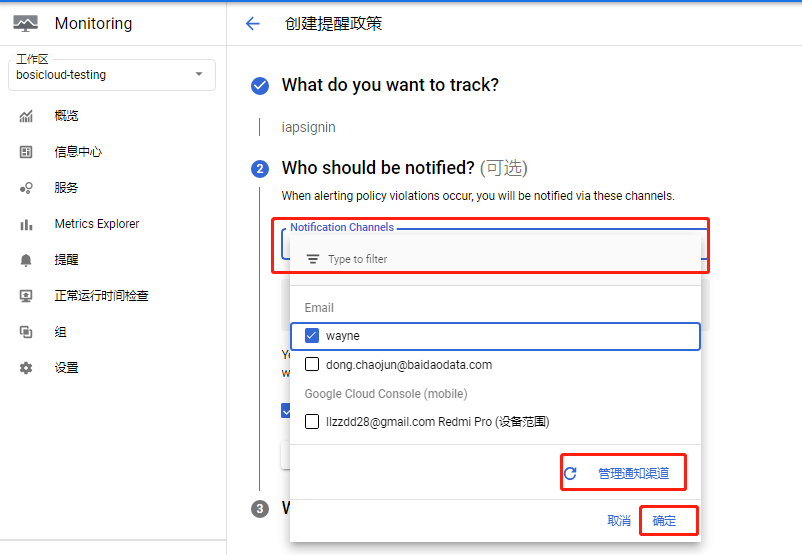 Monitoring
创建提醒政策
工作区
bosicloud-testing
概览
信息中心
服务
Metrics Explorer
提醒
正常运行时间检查
组
设置
What do you want to track?
iapsignin
2
Who should be notified? (可选)
When alerting policy violations occur, you will be notified via these channels.
Notification Channels
Type to filter
Email
wayne
dong.chaojun@baidaodata.com
Google Cloud Console (mobile)
llzzdd28@gmail.com Redmi Pro (设备范围)
管理通知渠道
取消
确定
3